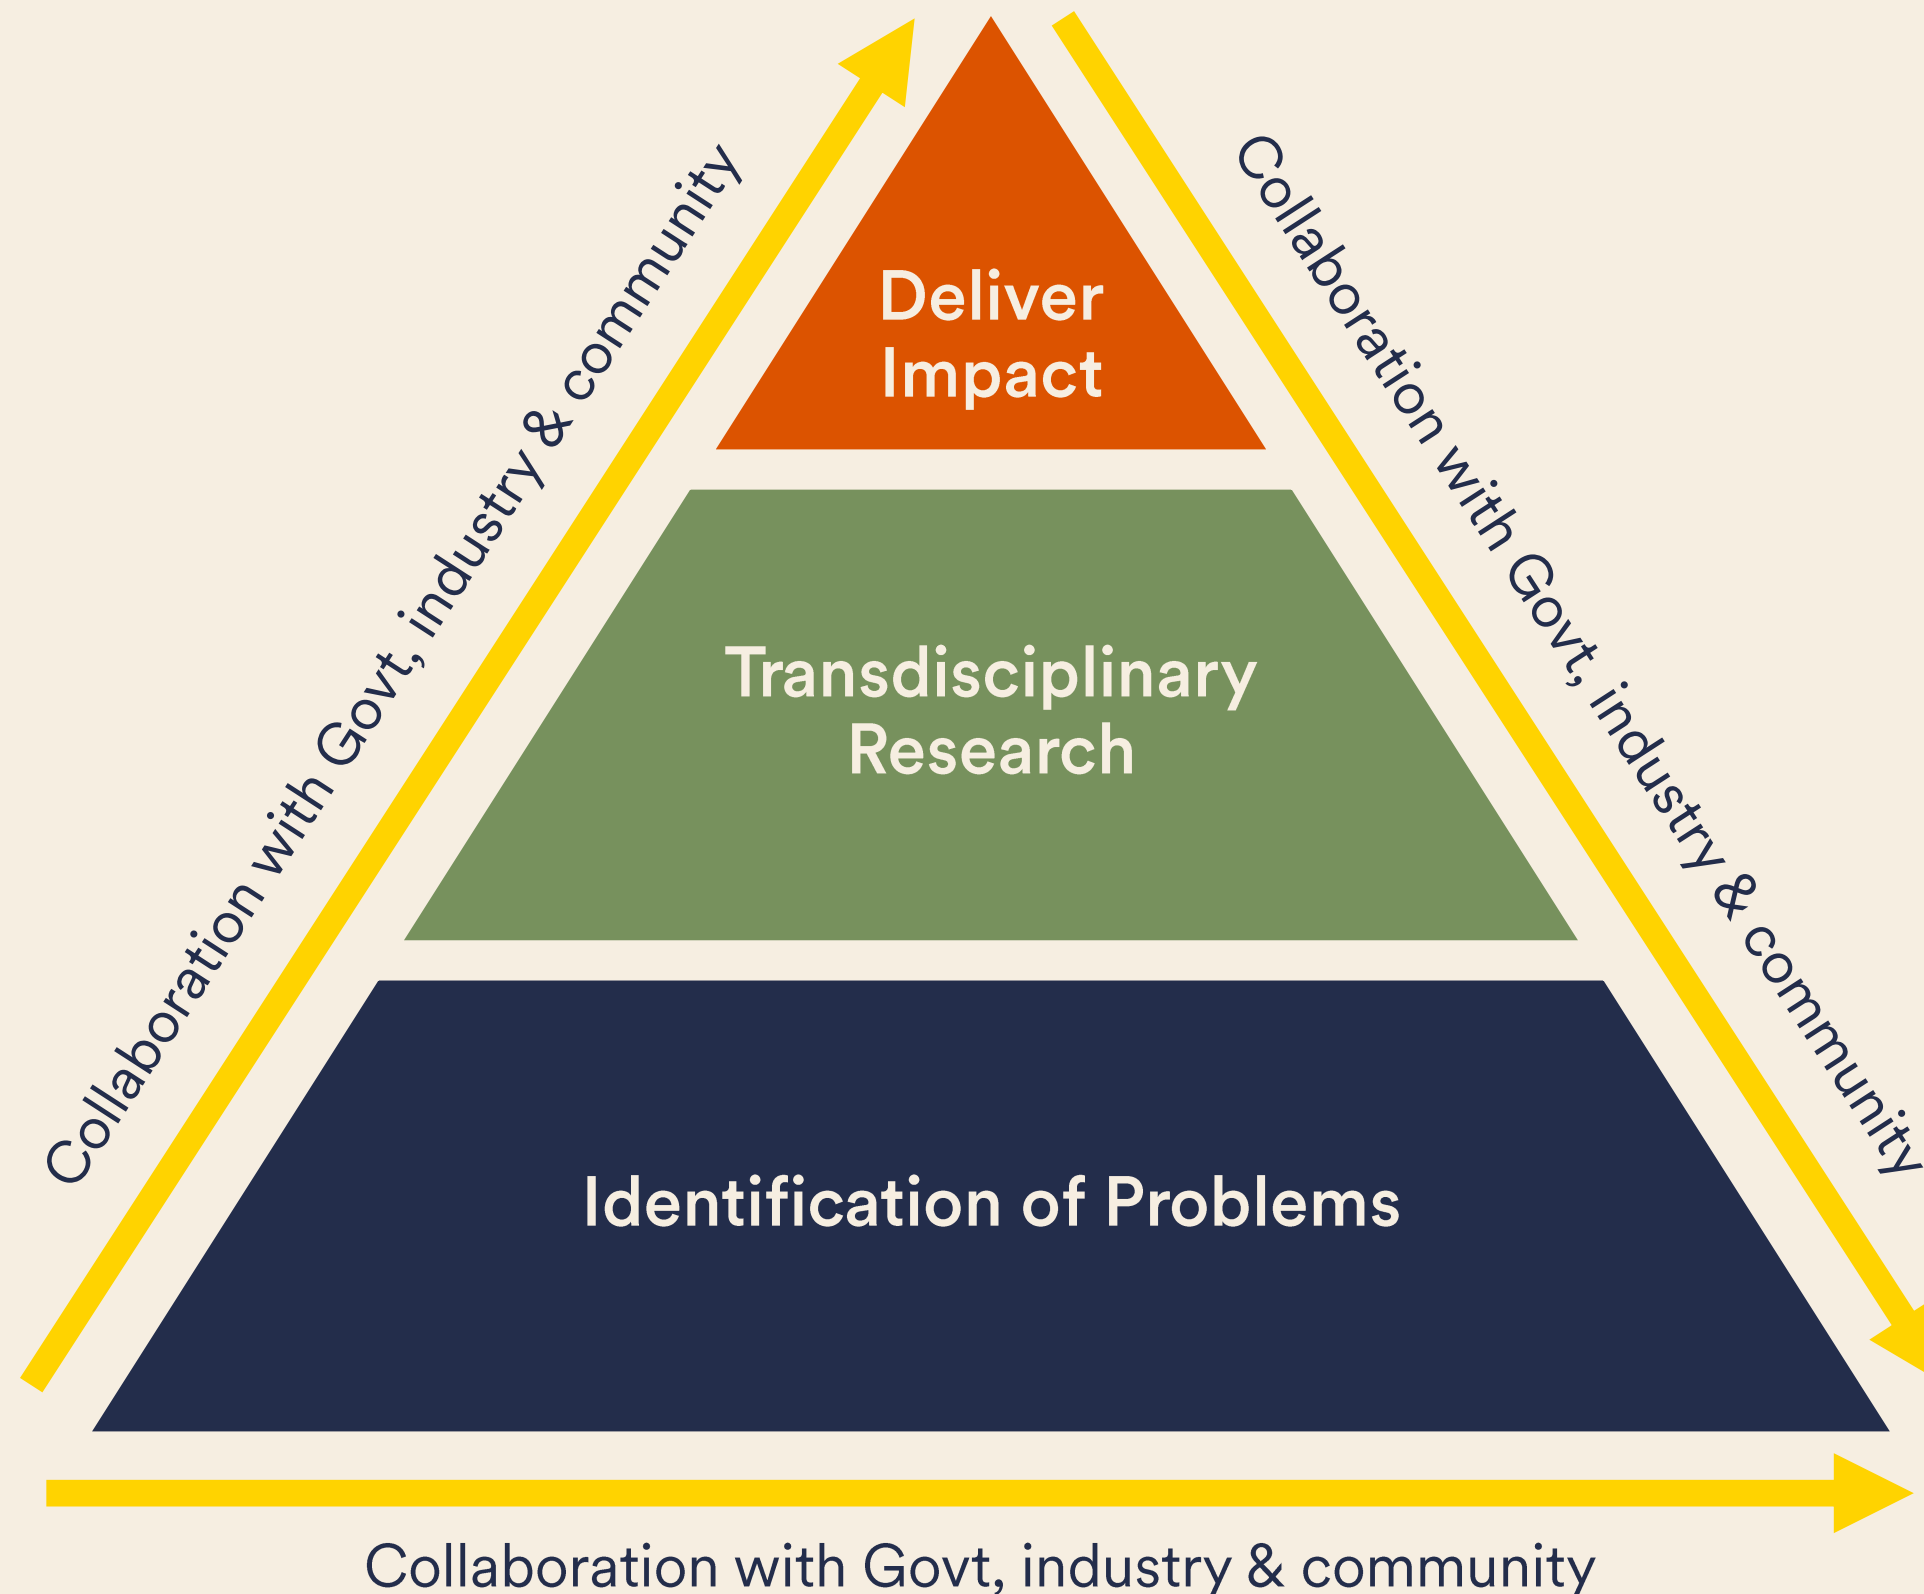 Deliver
Impact
Transdisciplinary
Research
Identification of Problems
Collaboration with Govt, industry & community
Collaboration with Govt, industry & community
Collaboration with Govt, industry & community